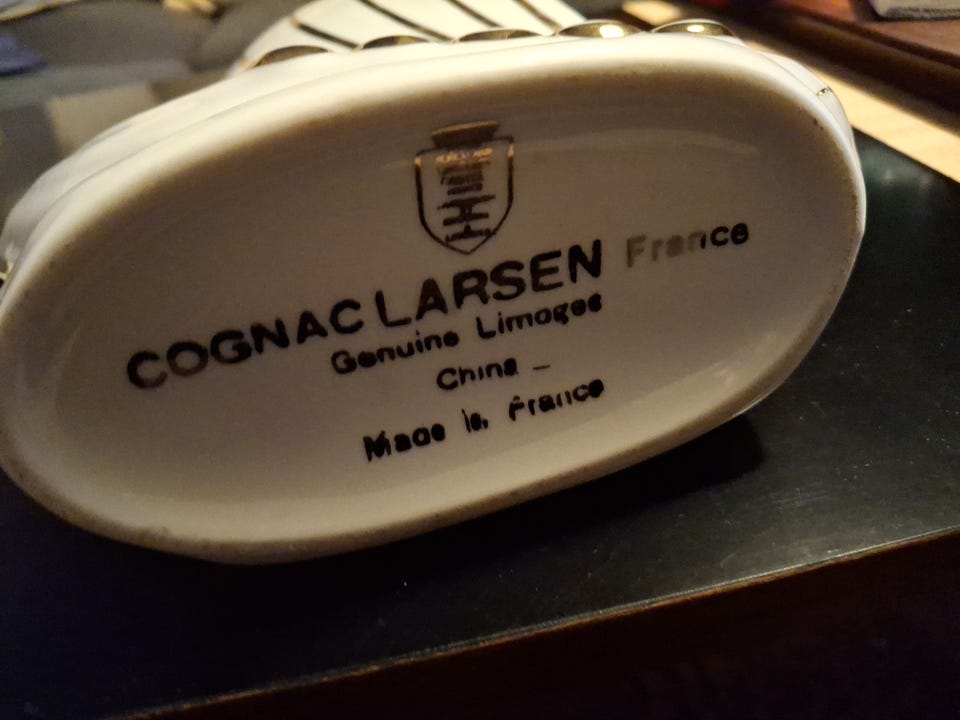 COGNAC LARSEN France
Genuine Limoges
China –
Made in France